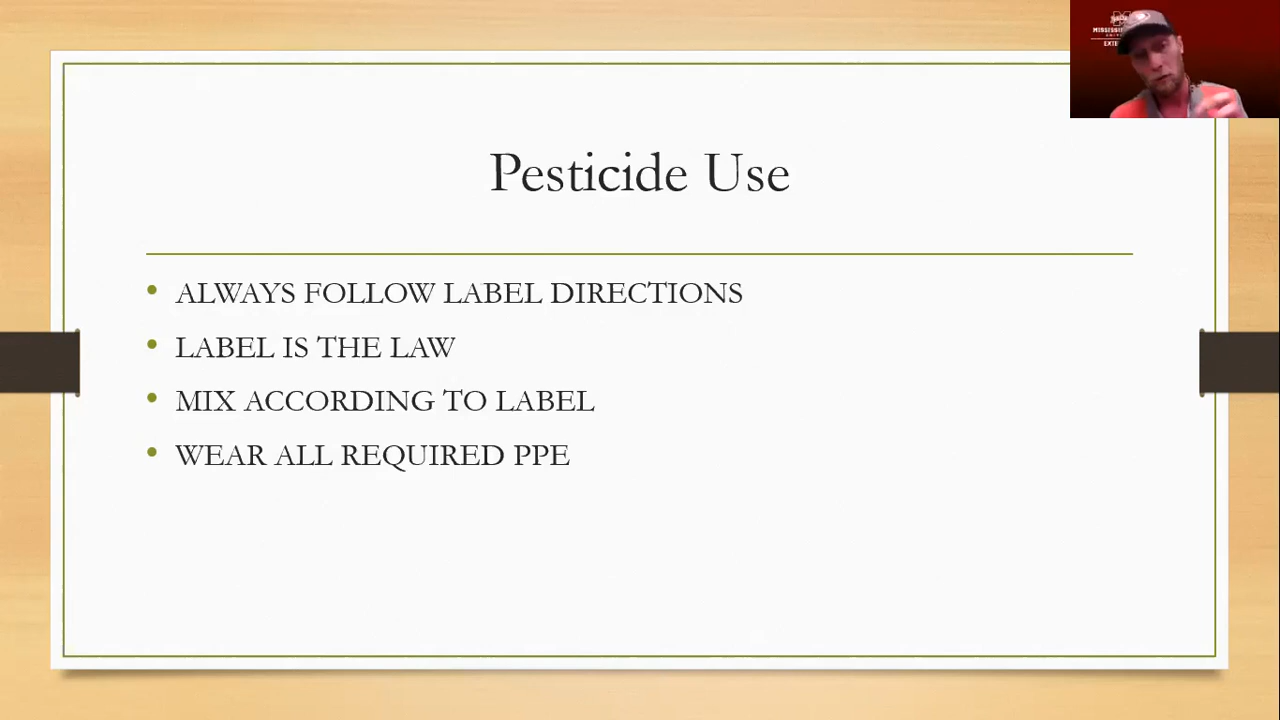 Pesticide Use
• ALWAYS FOLLOW LABEL DIRECTIONS
• LABEL IS THE LAW
• MIX ACCORDING TO LABEL
• WEAR ALL REQUIRED PPE